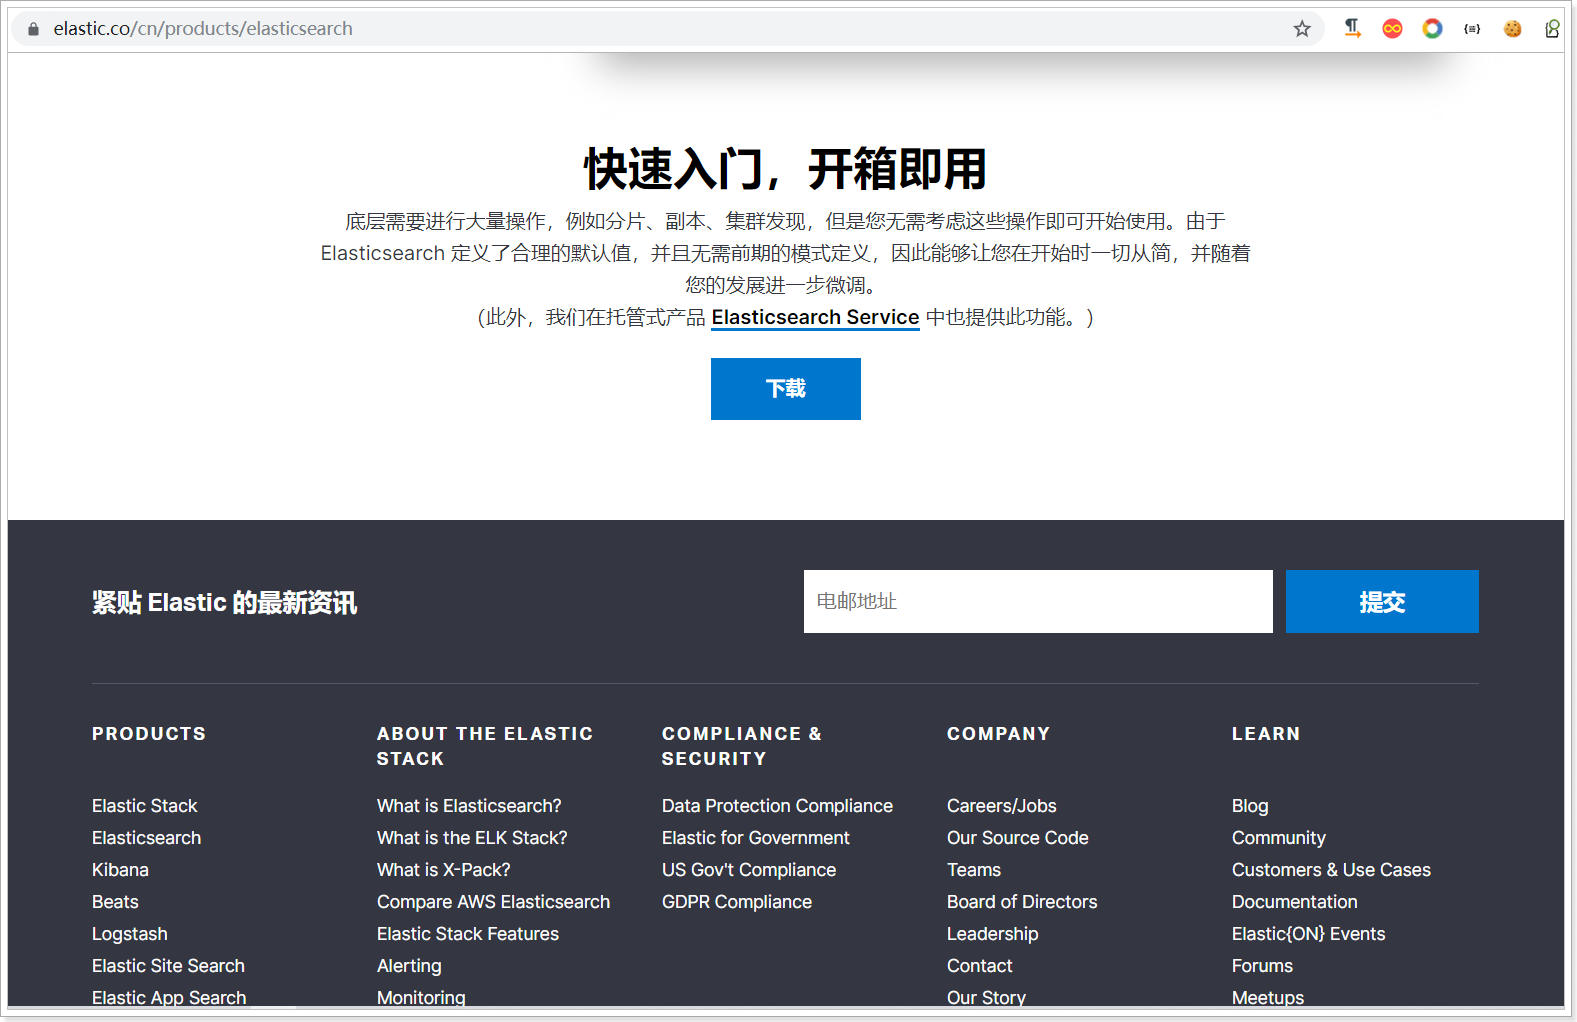 elastic.co/cn/products/elasticsearch
快速入门，开箱即用
底层需要进行大量操作，例如分片、副本、集群发现，但是您无需考虑这些操作即可开始使用。由于
Elasticsearch 定义了合理的默认值，并且无需前期的模式定义，因此能够让您在开始时一切从简，并随着
您的发展进一步微调。
（此外，我们在托管式产品 Elasticsearch Service 中也提供此功能。）
下载
紧贴 Elastic 的最新资讯
电邮地址
提交
PRODUCTS
Elastic Stack
Elasticsearch
Kibana
Beats
Logstash
Elastic Site Search
Elastic App Search
ABOUT THE ELASTIC
STACK
What is Elasticsearch?
What is the ELK Stack?
What is X-Pack?
Compare AWS Elasticsearch
Elastic Stack Features
Alerting
Monitoring
COMPLIANCE &
SECURITY
Data Protection Compliance
Elastic for Government
US Gov't Compliance
GDPR Compliance
COMPANY
Careers/Jobs
Our Source Code
Teams
Board of Directors
Leadership
Contact
Our Story
LEARN
Blog
Community
Customers & Use Cases
Documentation
Elastic{ON} Events
Forums
Meetups